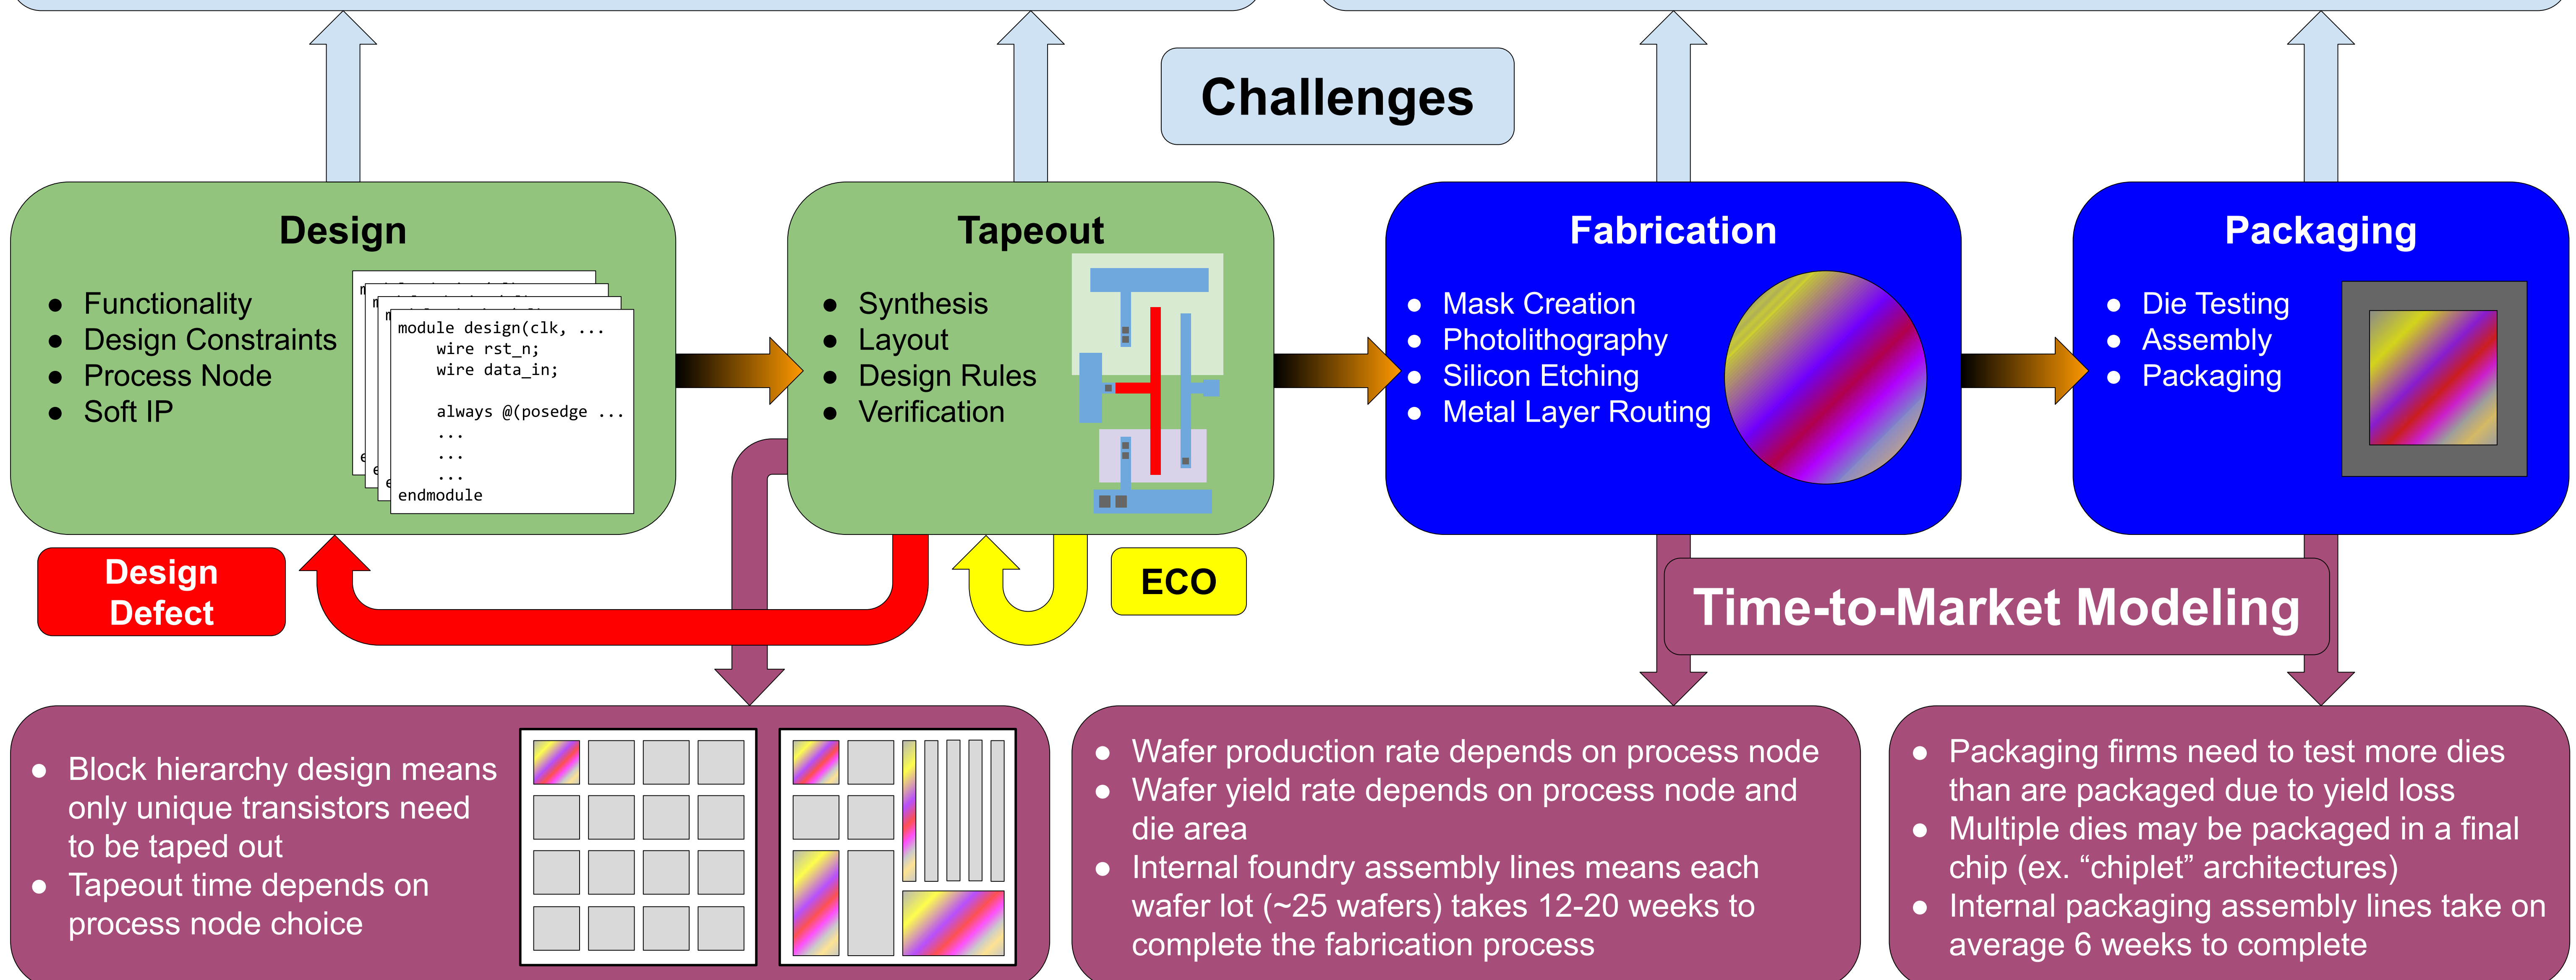 Challenges
Design
● Functionality
● Design Constraints
● Process Node
● Soft IP
module design(clk, ...
wire rst_n;
wire data_in;
always @(posedge ...
...
...
...
endmodule
Tapeout
● Synthesis
● Layout
● Design Rules
● Verification
Fabrication
● Mask Creation
● Photolithography
● Silicon Etching
● Metal Layer Routing
Packaging
● Die Testing
● Assembly
● Packaging
Design
Defect
ECO
Time-to-Market Modeling
● Block hierarchy design means
only unique transistors need
to be taped out
● Tapeout time depends on
process node choice
● Wafer production rate depends on process node
● Wafer yield rate depends on process node and
die area
● Internal foundry assembly lines means each
wafer lot (~25 wafers) takes 12-20 weeks to
complete the fabrication process
● Packaging firms need to test more dies
than are packaged due to yield loss
● Multiple dies may be packaged in a final
chip (ex. “chiplet” architectures)
● Internal packaging assembly lines take on
average 6 weeks to complete